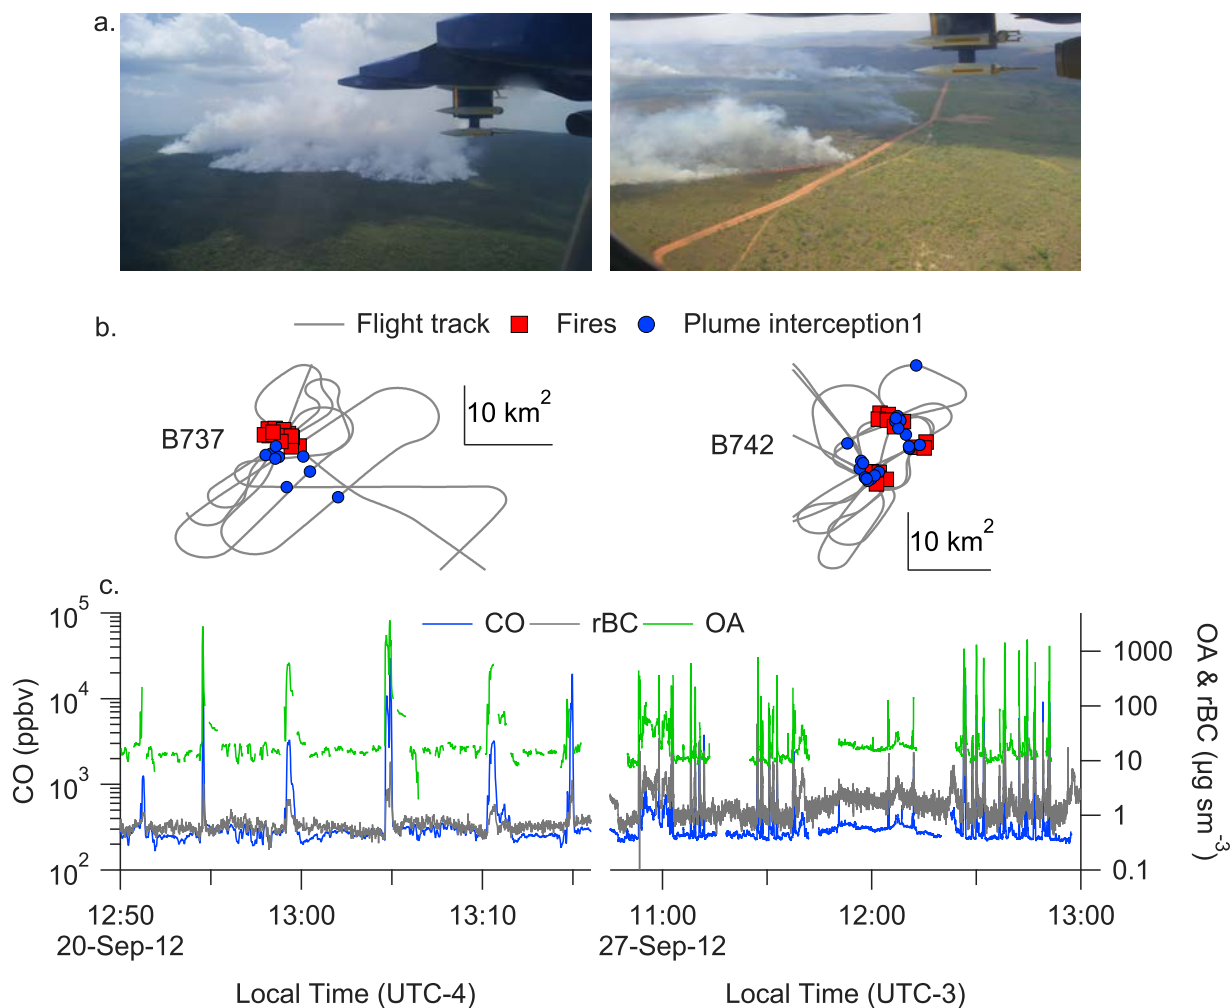 a.
b.
Flight track Fires Plume interception1
B737
10 km2
B742
10 km2
c.
CO rBC OA
10^5
10^4
10^3
10^2
CO (ppbv)
1000
100
10
1
0.1
OA & rBC (µg sm-3)
12:50 13:00 13:10 11:00 12:00 13:00
20-Sep-12 27-Sep-12
Local Time (UTC-4) Local Time (UTC-3)